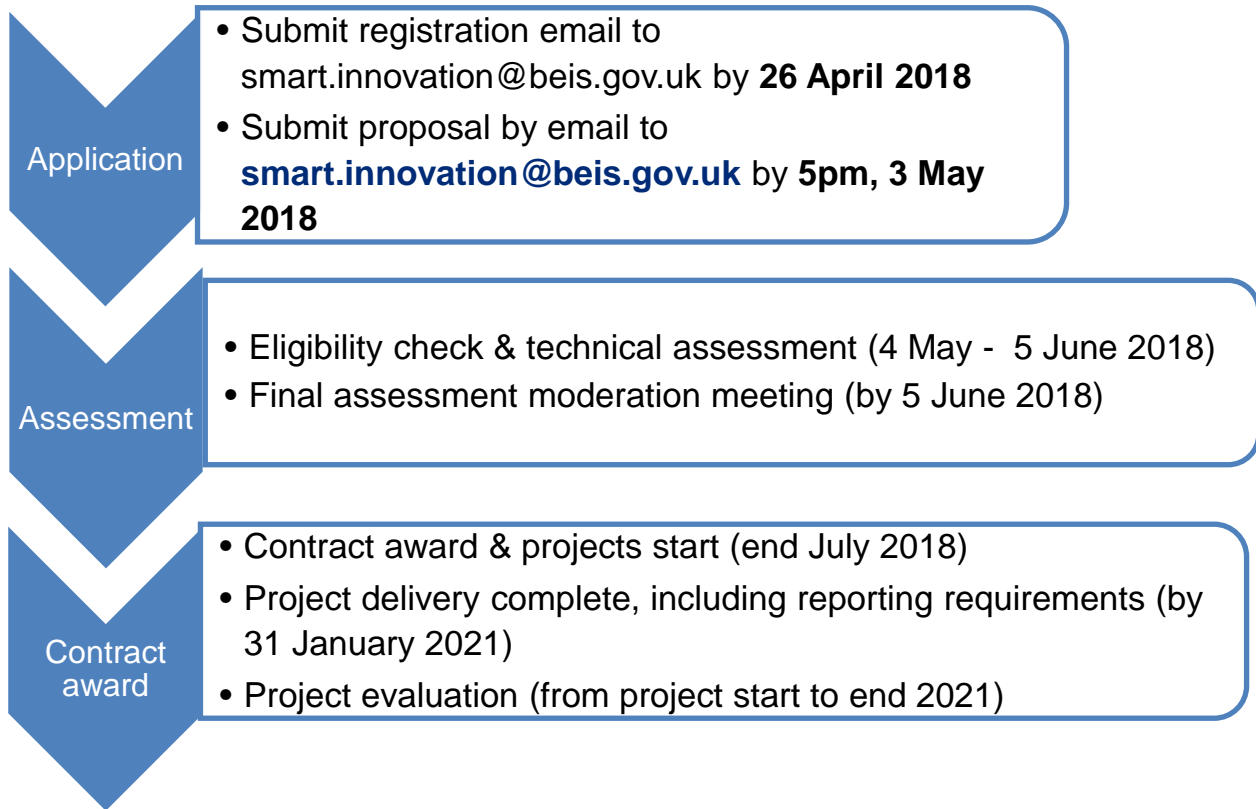 Application
• Submit registration email to
smart.innovation@beis.gov.uk by 26 April 2018
• Submit proposal by email to
smart.innovation@beis.gov.uk by 5pm, 3 May
2018
Assessment
• Eligibility check & technical assessment (4 May -  5 June 2018)
• Final assessment moderation meeting (by 5 June 2018)
Contract
award
• Contract award & projects start (end July 2018)
• Project delivery complete, including reporting requirements (by
31 January 2021)
• Project evaluation (from project start to end 2021)